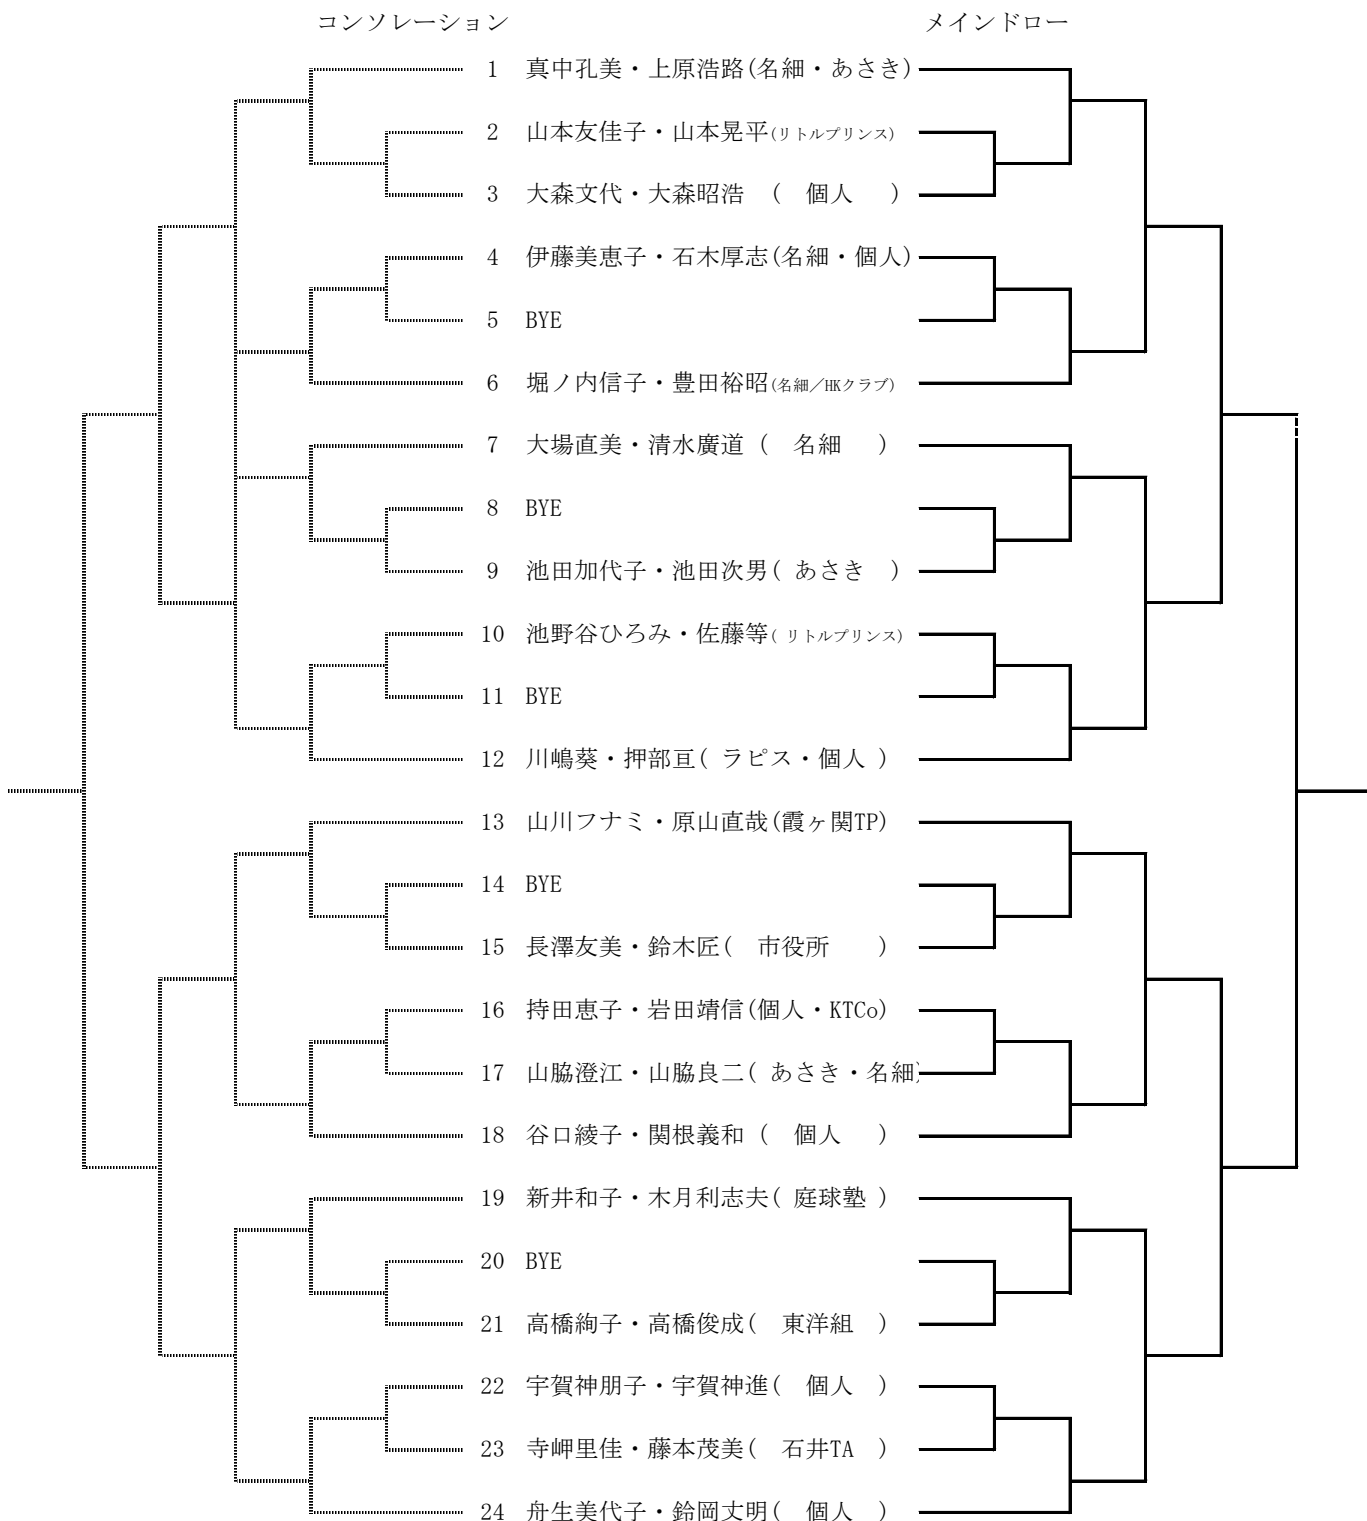 コンソレーション メインドロー
1 真中孔美・上原浩路(名細・あさき)
2 山本友佳子・山本晃平(リトルプリンス)
3 大森文代・大森昭浩 ( 個人 )
4 伊藤美恵子・石木厚志(名細・個人)
5 BYE
6 堀ノ内信子・豊田裕昭(名細／HKクラブ)
7 大場直美・清水廣道 ( 名細 )
8 BYE
9 池田加代子・池田次男( あさき )
10 池野谷ひろみ・佐藤等( リトルプリンス)
11 BYE
12 川嶋葵・押部亘( ラピス・個人 )
13 山川フナミ・原山直哉(霞ヶ関TP)
14 BYE
15 長澤友美・鈴木匠( 市役所 )
16 持田恵子・岩田靖信(個人・KTCo)
17 山脇澄江・山脇良二( あさき・名細)
18 谷口綾子・関根義和 ( 個人 )
19 新井和子・木月利志夫( 庭球塾 )
20 BYE
21 高橋絢子・高橋俊成( 東洋組 )
22 宇賀神朋子・宇賀神進( 個人 )
23 寺岬里佳・藤本茂美( 石井TA )
24 舟生美代子・鈴岡丈明( 個人 )